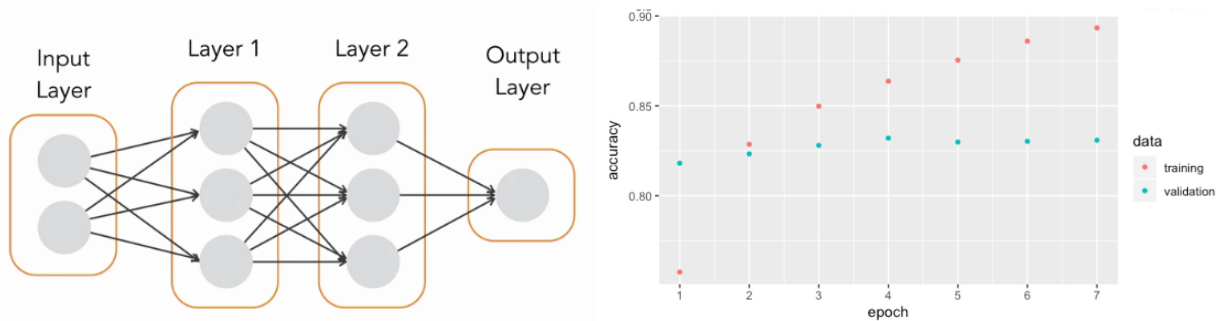 Input
Layer
Layer 1
Layer 2
Output
Layer
0.90
0.85
0.80
accuracy
1 2 3 4 5 6 7
epoch
data
training
validation